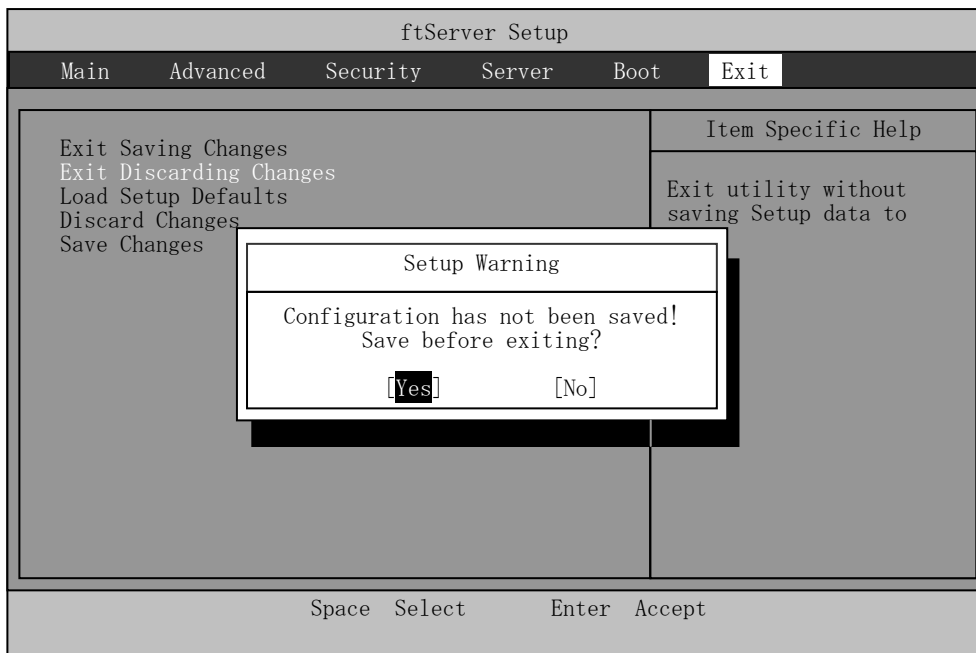 ftServer Setup
Main Advanced Security Server Boot Exit
Exit Saving Changes
Exit Discarding Changes
Load Setup Defaults
Discard Changes
Save Changes
Item Specific Help
Exit utility without
saving Setup data to
Setup Warning
Configuration has not been saved!
Save before exiting?
[Yes] [No]
Space Select Enter Accept